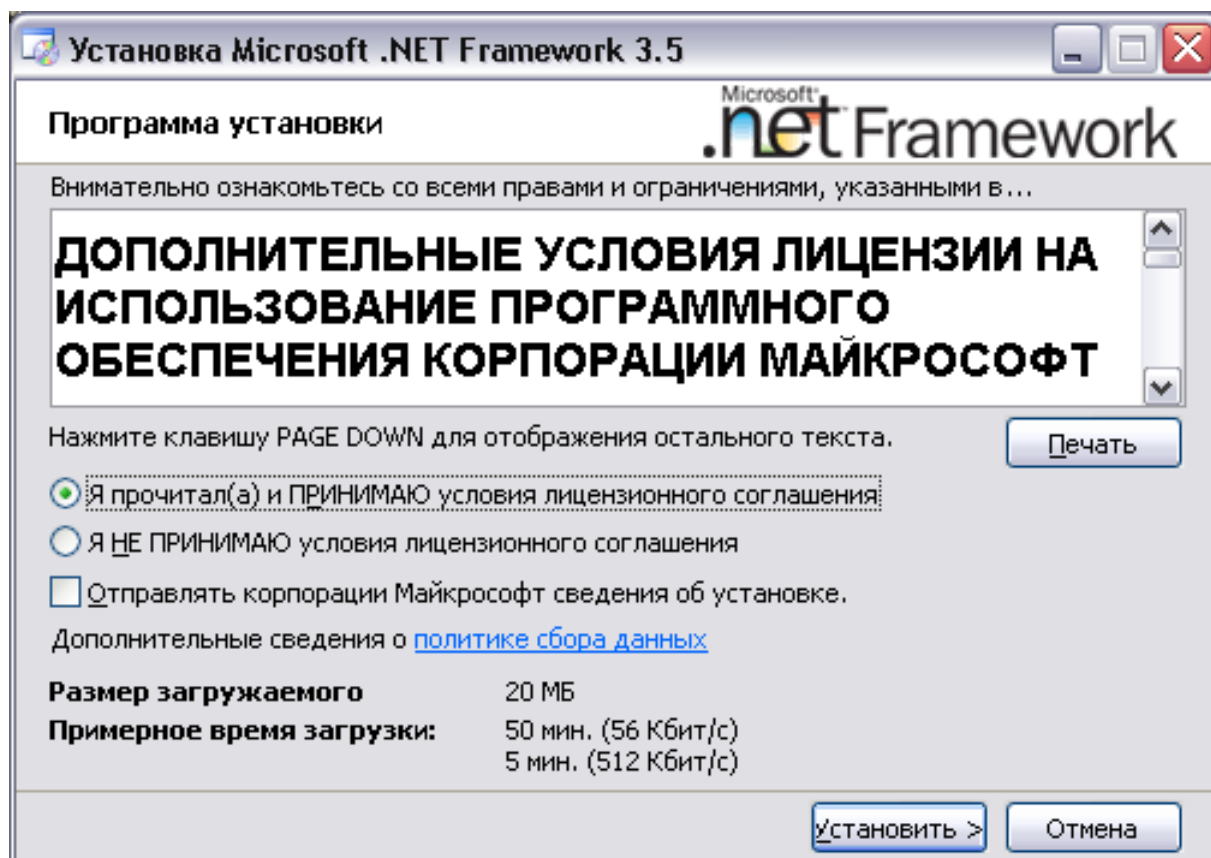 Установка Microsoft .NET Framework 3.5
Программа установки
Microsoft .net Framework
Внимательно ознакомьтесь со всеми правами и ограничениями, указанными в...
ДОПОЛНИТЕЛЬНЫЕ УСЛОВИЯ ЛИЦЕНЗИИ НА
ИСПОЛЬЗОВАНИЕ ПРОГРАММНОГО
ОБЕСПЕЧЕНИЯ КОРПОРАЦИИ МАЙКРОСОФТ
Нажмите клавишу PAGE DOWN для отображения остального текста.
Печать
Я прочитал(а) и ПРИНИМАЮ условия лицензионного соглашения
Я НЕ ПРИНИМАЮ условия лицензионного соглашения
Отправлять корпорации Майкрософт сведения об установке.
Дополнительные сведения о политике сбора данных
Размер загружаемого 20 МБ
Примерное время загрузки: 50 мин. (56 Кбит/с)
5 мин. (512 Кбит/с)
Установить > Отмена